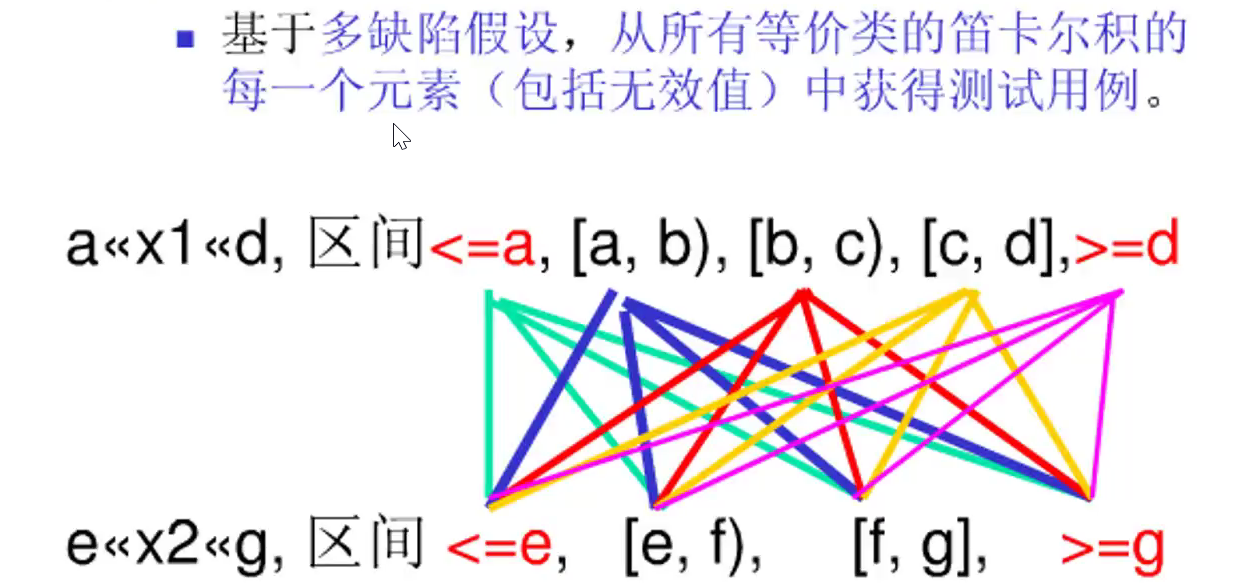 基于多缺陷假设，从所有等价类的笛卡尔积的
每一个元素（包括无效值）中获得测试用例。
a«x1«d, 区间<=a, [a, b), [b, c), [c, d],>=d
e«x2«g, 区间 <=e, [e, f), [f, g], >=g